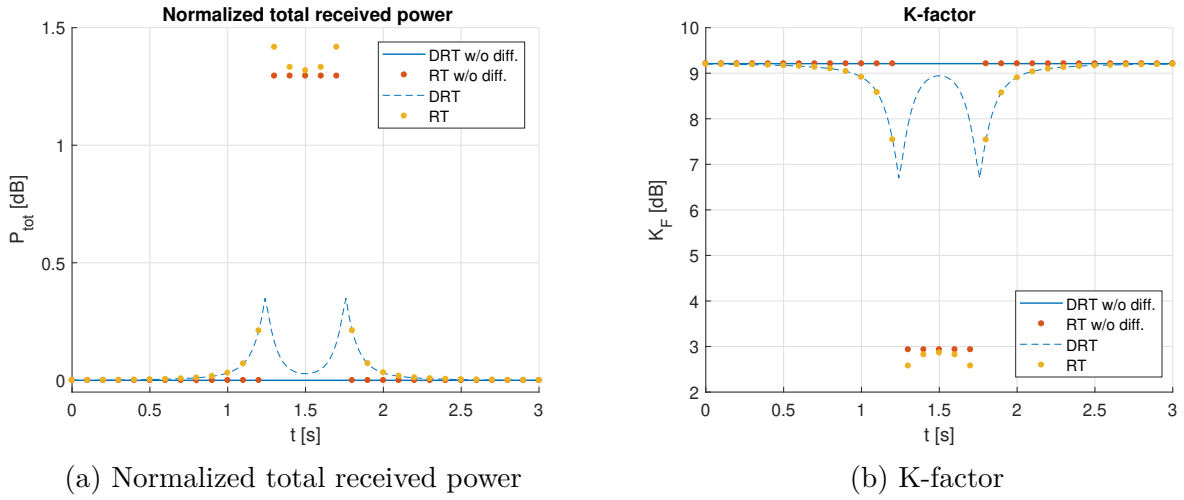 Normalized total received power
1.5
1
0.5
0
P_tot [dB]
0 0.5 1 1.5 2 2.5 3
t [s]
DRT w/o diff.
RT w/o diff.
DRT
RT
(a) Normalized total received power
K-factor
10
9
8
7
6
5
4
3
2
K_F [dB]
0 0.5 1 1.5 2 2.5 3
t [s]
DRT w/o diff.
RT w/o diff.
DRT
RT
(b) K-factor